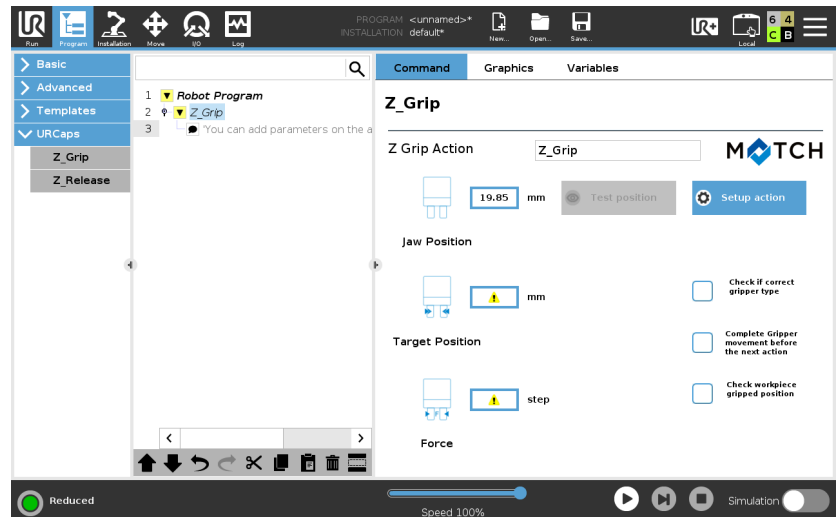 PROGRAM <unnamed>*
INSTALLATION default*
UR
Run
Program
Installation
Move
I/O
Log
New...
Open...
Save...
UR+
Local
6 4
C B
Basic
Advanced
Templates
URCaps
Z_Grip
Z_Release
1 Robot Program
2 Z_Grip
3 'You can add parameters on the a
Command
Graphics
Variables
Z_Grip
Z Grip Action
Z_Grip
MATCH
19.85 mm
Test position
Setup action
Jaw Position
mm
Check if correct
gripper type
Target Position
Complete Gripper
movement before
the next action
step
Check workpiece
gripped position
Force
Reduced
Speed 100%
Simulation